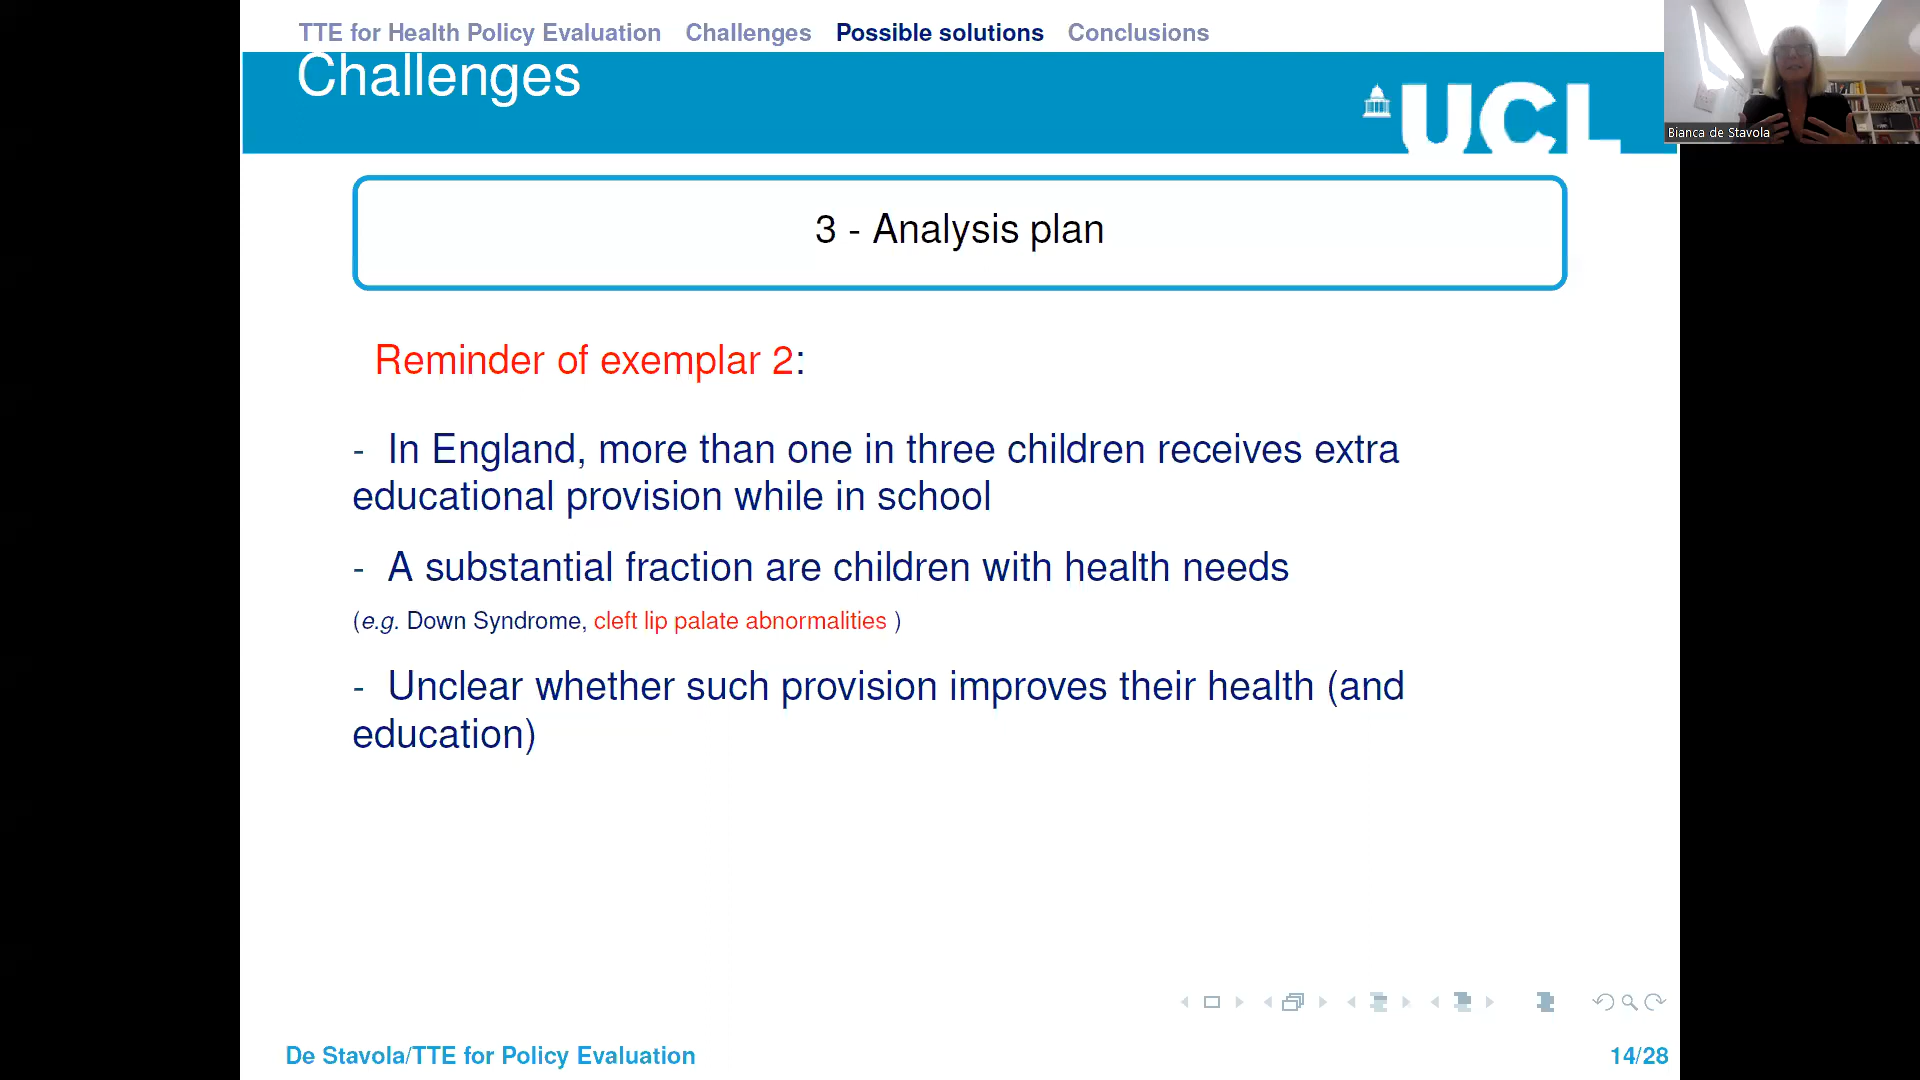 TTE for Health Policy Evaluation Challenges Possible solutions Conclusions
Challenges
UCL
Bianca de Stavola
3 - Analysis plan
Reminder of exemplar 2:
- In England, more than one in three children receives extra
educational provision while in school
- A substantial fraction are children with health needs
(e.g. Down Syndrome, cleft lip palate abnormalities )
- Unclear whether such provision improves their health (and
education)
De Stavola/TTE for Policy Evaluation
14/28